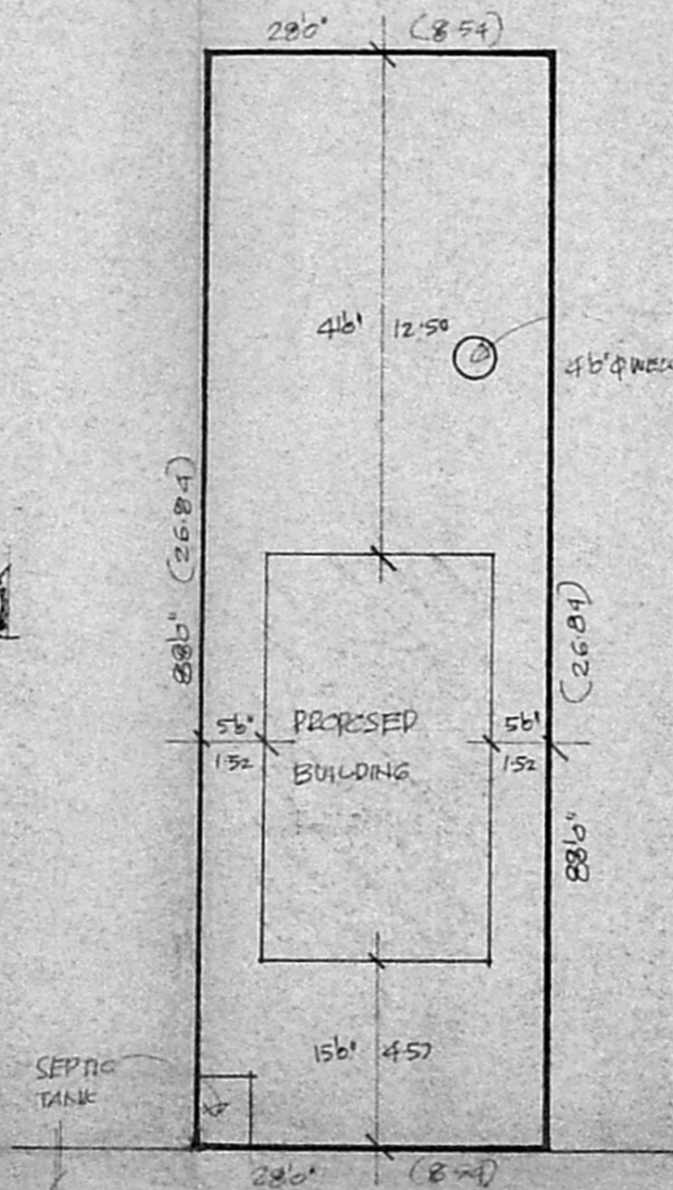 28'0" (8.54)
41'0" 12.50
4'0"φ WELL
88'0" (26.84)
(26.84)
88'0"
5'0" 1.52
PROPOSED
BUILDING
5'0" 1.52
15'0" 4.57
SEPTIC
TANK
28'0" (8.54)